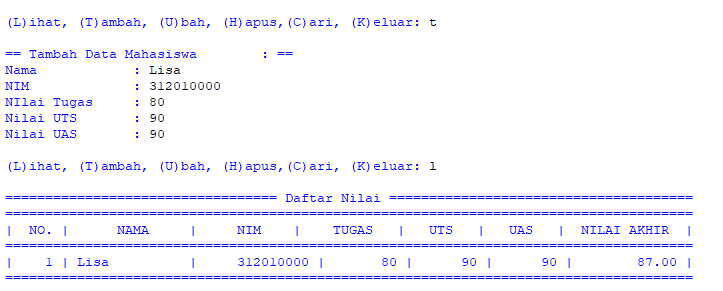 (L)ihat, (T)ambah, (U)bah, (H)apus,(C)ari, (K)eluar: t
== Tambah Data Mahasiswa        : ==
Nama            : Lisa
NIM             : 312010000
NIlai Tugas     : 80
Nilai UTS       : 90
Nilai UAS       : 90
(L)ihat, (T)ambah, (U)bah, (H)apus,(C)ari, (K)eluar: l
================================== Daftar Nilai ======================================
======================================================================================
|  NO. |      NAMA     |     NIM    |    TUGAS   |   UTS   |   UAS   |  NILAI AKHIR  |
======================================================================================
|    1 | Lisa          |     312010000 |       80 |      90 |      90 |        87.00 |
======================================================================================